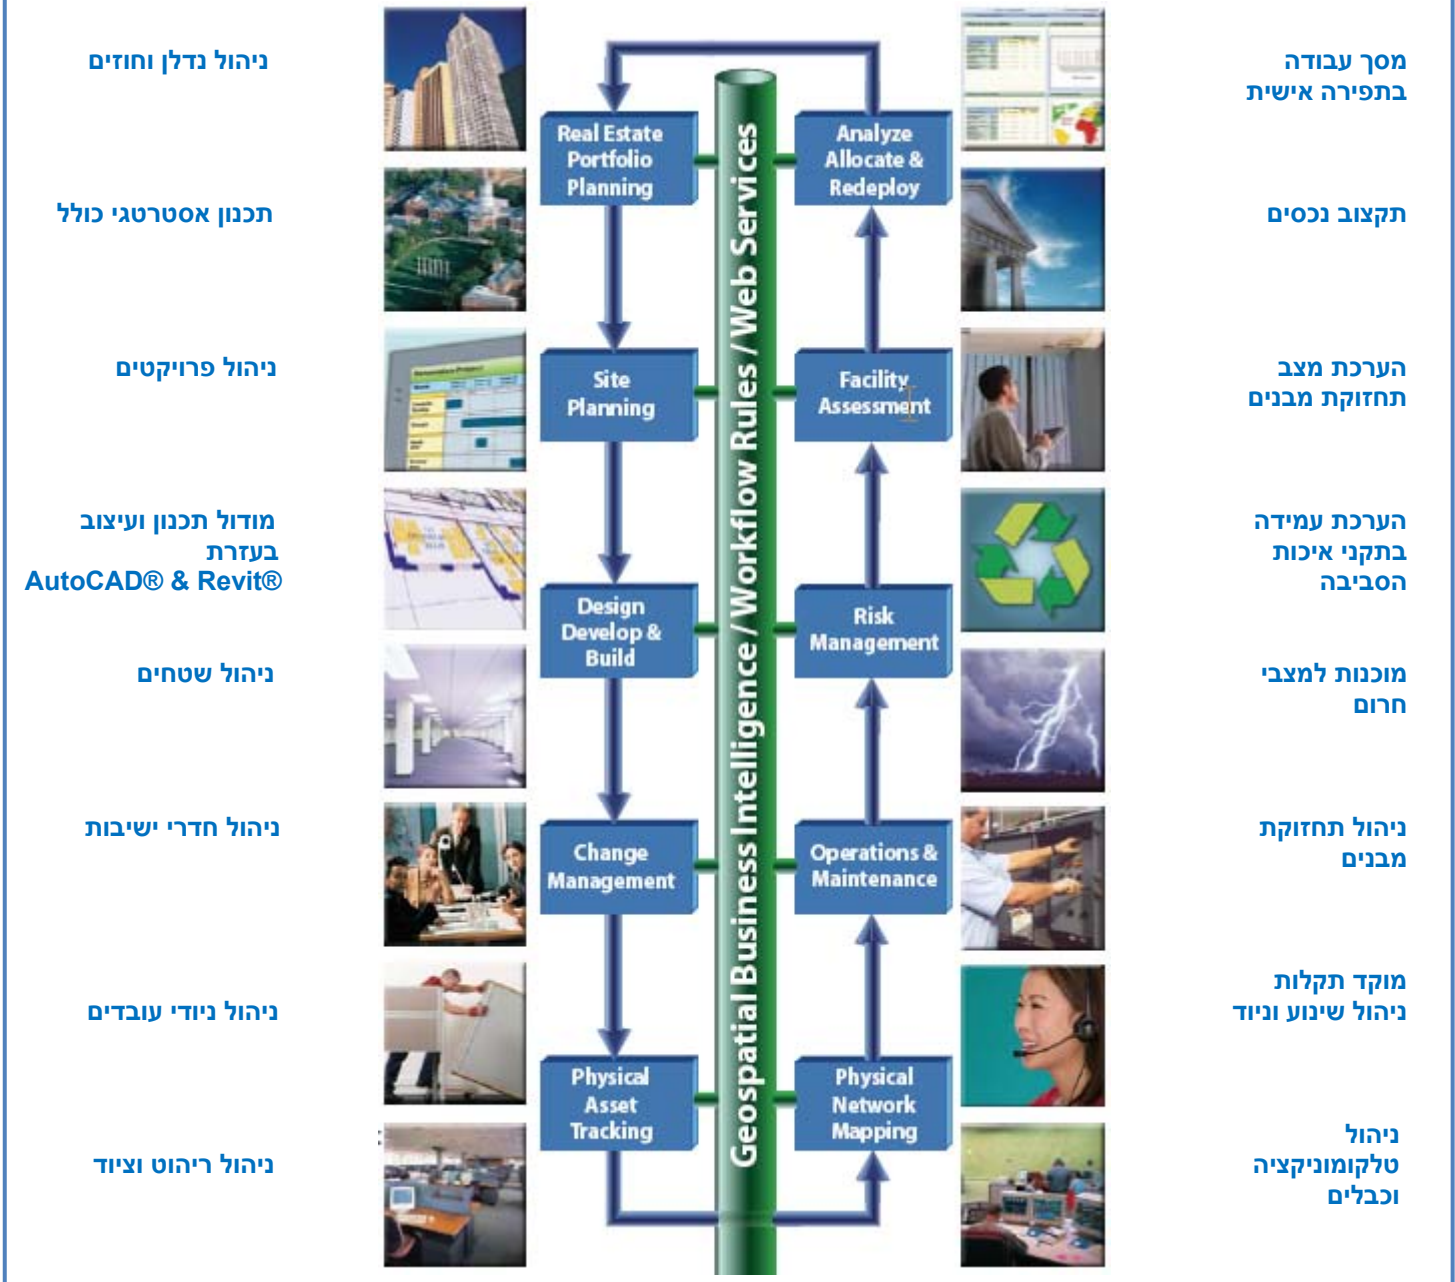 ניהול נדלן וחוזים
תכנון אסטרטגי כולל
ניהול פרויקטים
מודול תכנון ועיצוב
בעזרת
AutoCAD® & Revit®
ניהול שטחים
ניהול חדרי ישיבות
ניהול ניודי עובדים
ניהול ריהוט וציוד
Real Estate
Portfolio
Planning
Site
Planning
Design
Develop &
Build
Change
Management
Physical
Asset
Tracking
Geospatial Business Intelligence / Workflow Rules / Web Services
Analyze
Allocate &
Redeploy
Facility
Assessment
Risk
Management
Operations &
Maintenance
Physical
Network
Mapping
מסך עבודה
בתפירה אישית
תקצוב נכסים
הערכת מצב
תחזוקת מבנים
הערכת עמידה
בתקני איכות
הסביבה
מוכנות למצבי
חרום
ניהול תחזוקת
מבנים
מוקד תקלות
ניהול שינוע וניוד
ניהול
טלקומוניקציה
וכבלים